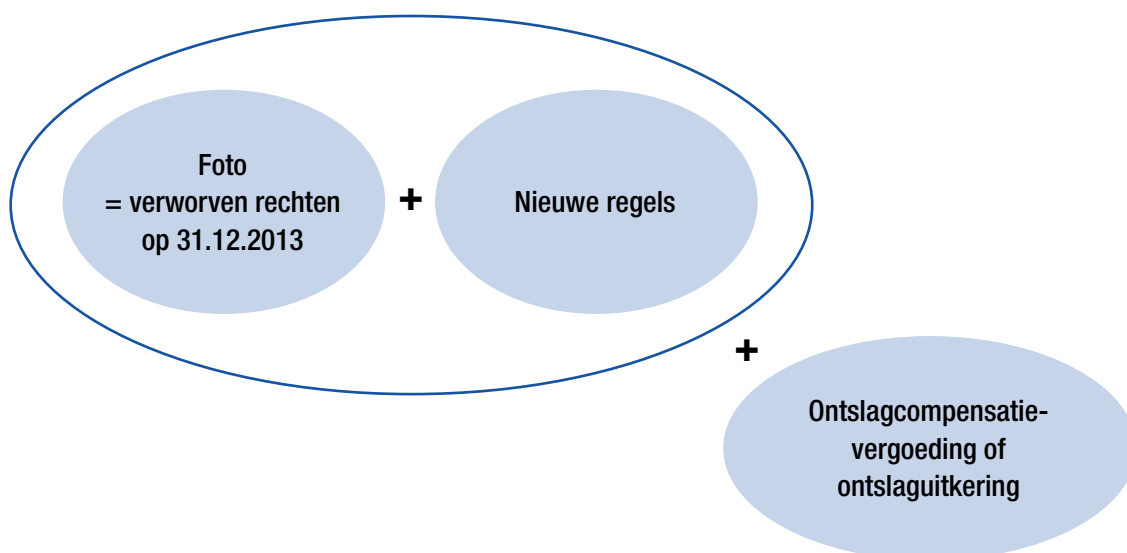 Foto
= verworven rechten
op 31.12.2013
+
Nieuwe regels
+
Ontslagcompensatie-
vergoeding of
ontslaguitkering